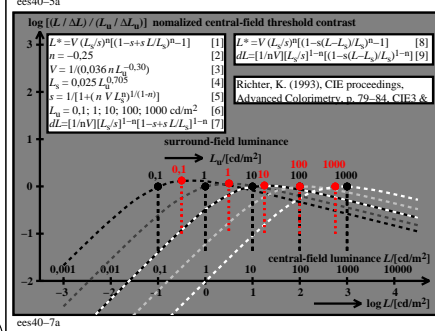 ees40-5a
log [(L / ΔL) / (Lᵤ / ΔLᵤ)] nomalized central-field threshold contrast
L* =V (Lₛ/s)ⁿ[(1−s+s L/Lₛ)ⁿ−1] [1]
n = −0,25 [2]
V = 1/(0,036 n Lᵤ^−0,30) [3]
Lₛ = 0,025 Lᵤ^0,705 [4]
s = 1/[1+( n V Lₛⁿ)^1/(1-n)] [5]
Lᵤ = 0,1; 1; 10; 100; 1000 cd/m² [6]
dL=[1/nV][Lₛ/s]^1−n[1−s+s L/Lₛ]^1−n [7]
L* =V (Lₛ/s)ⁿ[(1−s(L−Lₛ)/Lₛ)ⁿ−1] [8]
dL=[1/nV][Lₛ/s]^1−n[(1−s(L−Lₛ)/Lₛ)^1−n] [9]
Richter, K. (1993), CIE proceedings,
Advanced Colorimetry, p. 79−84, CIE3 &
surround-field luminance
Lᵤ/[cd/m²]
0,1 0,1 1 1 10 10 100 100 1000 1000
0
−1
central-field luminance L/[cd/m²]
0,001 0,01 0,1 1 10 100 1000 10000
−2
−3 −2 −1 0 1 2 3 4
log L/[cd/m²]
ees40-7a